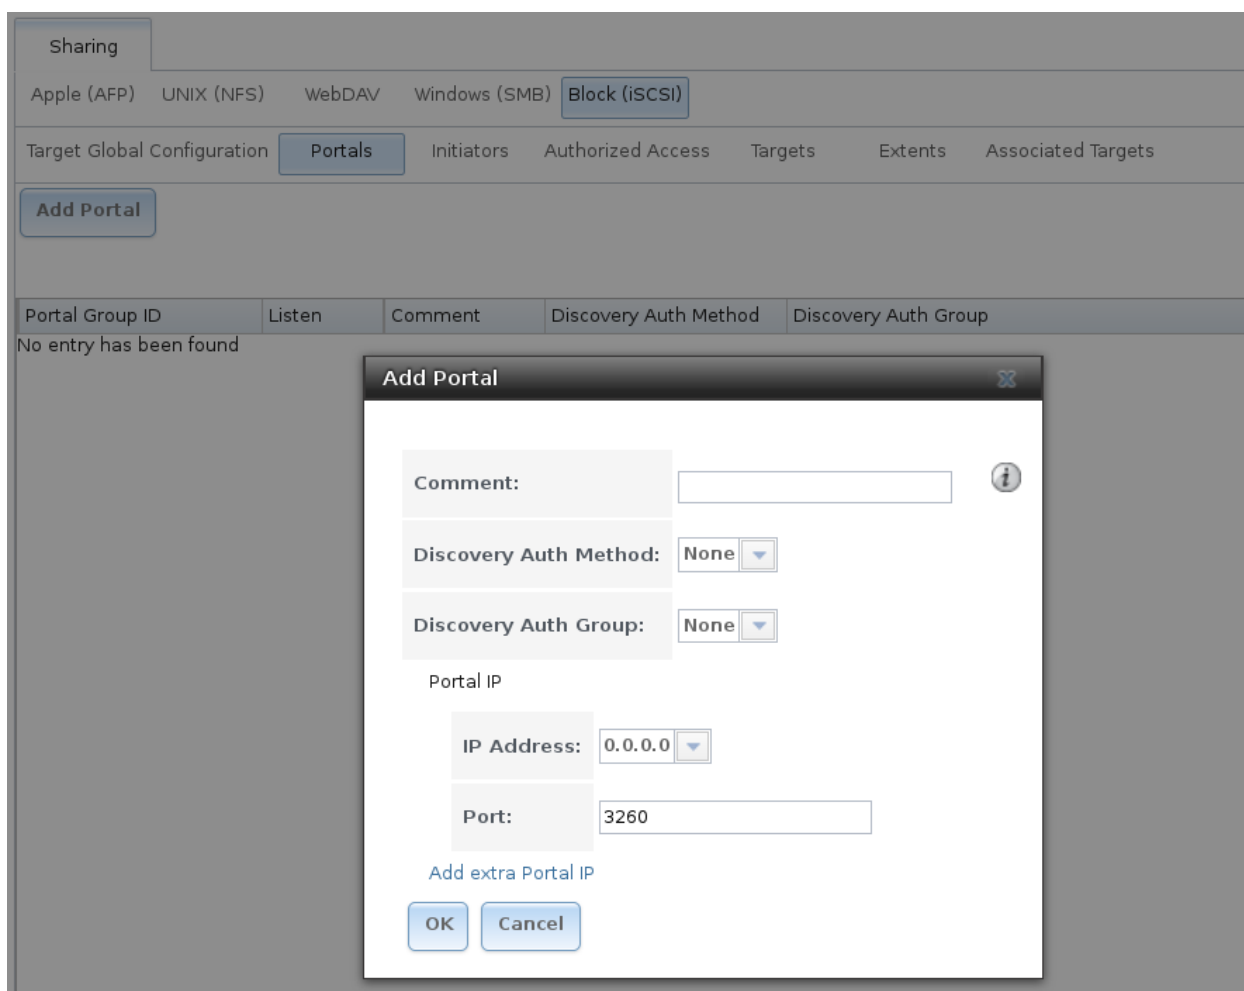 Sharing
Apple (AFP) UNIX (NFS) WebDAV Windows (SMB) Block (iSCSI)
Target Global Configuration Portals Initiators Authorized Access Targets Extents Associated Targets
Add Portal
Portal Group ID Listen Comment Discovery Auth Method Discovery Auth Group
No entry has been found
Add Portal
Comment:
Discovery Auth Method: None
Discovery Auth Group: None
Portal IP
IP Address: 0.0.0.0
Port: 3260
Add extra Portal IP
OK Cancel